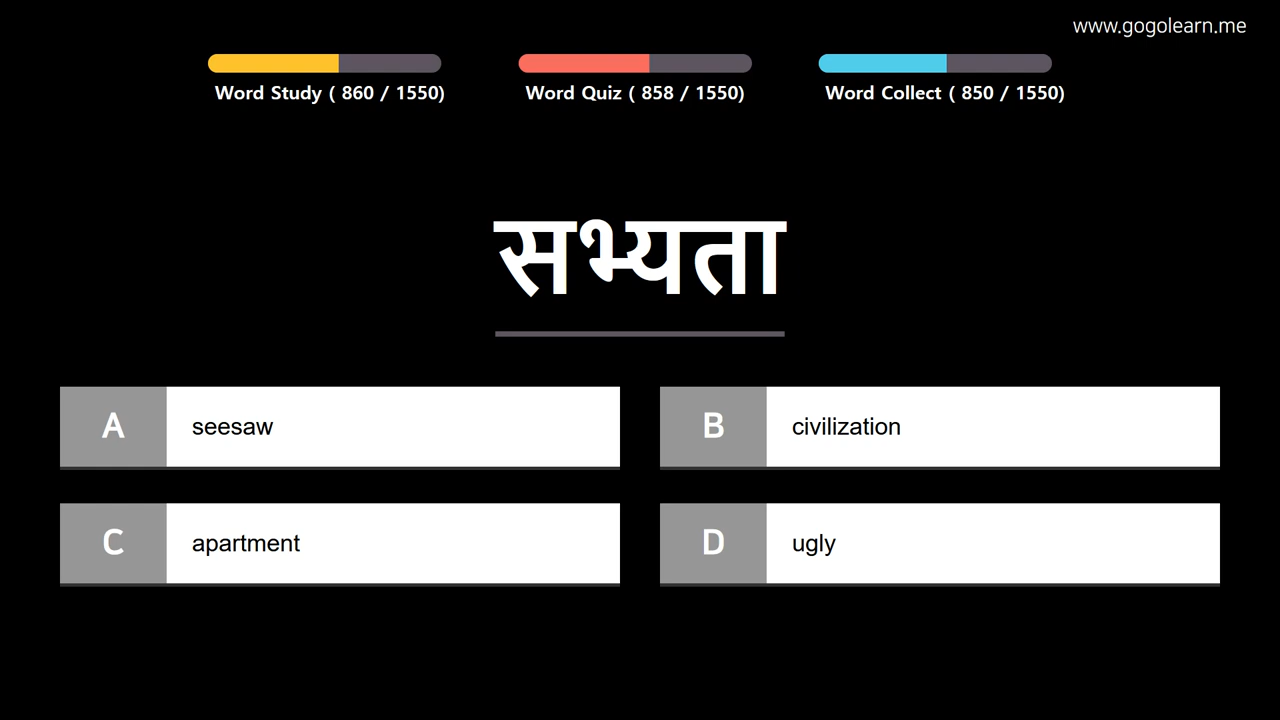 www.gogolearn.me
Word Study ( 860 / 1550)
Word Quiz ( 858 / 1550)
Word Collect ( 850 / 1550)
सभ्यता
A seesaw
B civilization
C apartment
D ugly